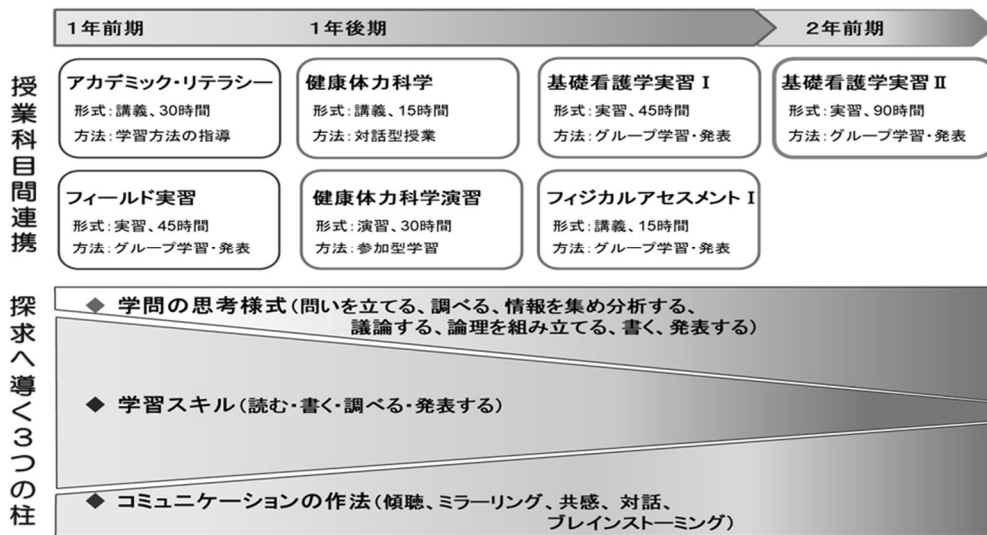 1年前期
1年後期
2年前期
授業科目間連携
アカデミック・リテラシー
形式:講義、30時間
方法:学習方法の指導
健康体力科学
形式:講義、15時間
方法:対話型授業
基礎看護学実習Ⅰ
形式:実習、45時間
方法:グループ学習・発表
基礎看護学実習Ⅱ
形式:実習、90時間
方法:グループ学習・発表
フィールド実習
形式:実習、45時間
方法:グループ学習・発表
健康体力科学演習
形式:演習、30時間
方法:参加型学習
フィジカルアセスメントⅠ
形式:講義、15時間
方法:グループ学習・発表
探求へ導く3つの柱
◆ 学問の思考様式(問いを立てる、調べる、情報を集め分析する、
議論する、論理を組み立てる、書く、発表する)
◆ 学習スキル(読む・書く・調べる・発表する)
◆ コミュニケーションの作法(傾聴、ミラーリング、共感、対話、
ブレインストーミング)